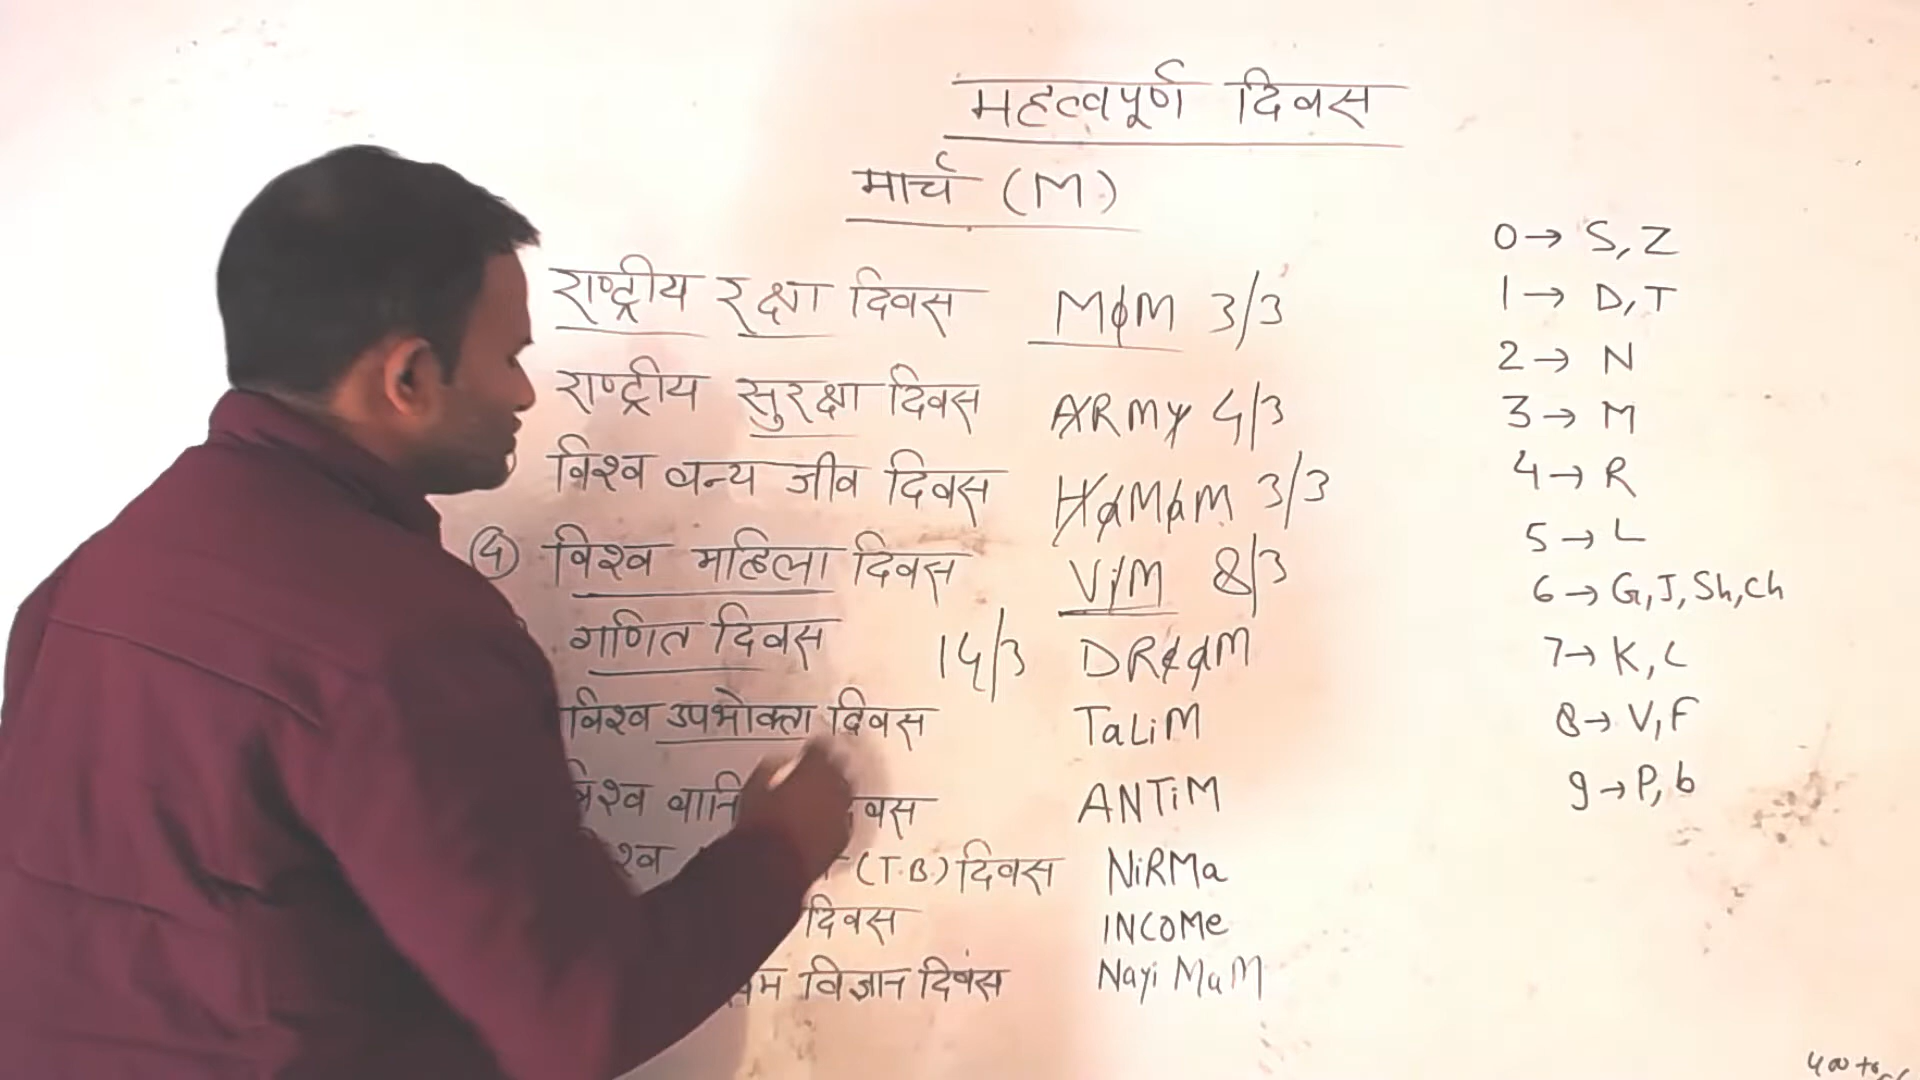 महत्वपूर्ण दिवस
मार्च (M)
राष्ट्रीय रक्षा दिवस MOM 3/3
राष्ट्रीय सुरक्षा दिवस ARMY 4/3
विश्व वन्य जीव दिवस HaMaM 3/3
④ विश्व महिला दिवस ViM 8/3
गणित दिवस 14/3 DReaM
विश्व उपभोक्ता दिवस TaLiM
विश्व दिवस ANTiM
(T.B.) दिवस NiRMa
दिवस INCOMe
विज्ञान दिवस Nayi MaM
0→ S, Z
1→ D, T
2→ N
3→ M
4→ R
5→ L
6→ G, J, Sh, Ch
7→ K, C
8→ V, F
9→ P, b